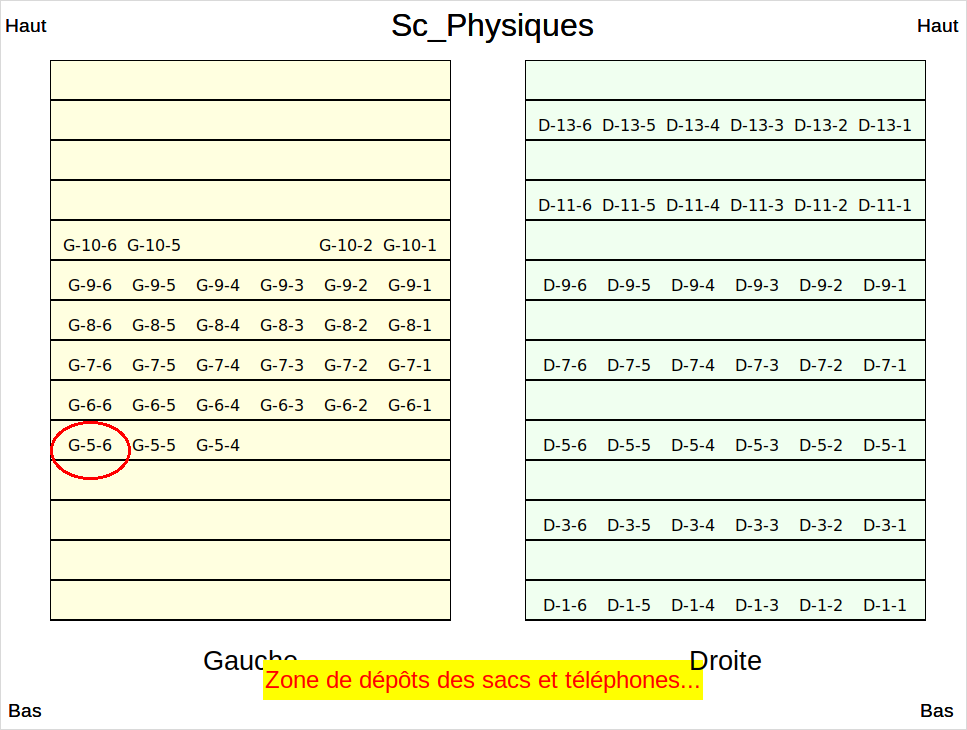 Sc_Physiques
Haut Haut
D-13-6 D-13-5 D-13-4 D-13-3 D-13-2 D-13-1
D-11-6 D-11-5 D-11-4 D-11-3 D-11-2 D-11-1
G-10-6 G-10-5 G-10-2 G-10-1
G-9-6 G-9-5 G-9-4 G-9-3 G-9-2 G-9-1 D-9-6 D-9-5 D-9-4 D-9-3 D-9-2 D-9-1
G-8-6 G-8-5 G-8-4 G-8-3 G-8-2 G-8-1
G-7-6 G-7-5 G-7-4 G-7-3 G-7-2 G-7-1 D-7-6 D-7-5 D-7-4 D-7-3 D-7-2 D-7-1
G-6-6 G-6-5 G-6-4 G-6-3 G-6-2 G-6-1
G-5-6 G-5-5 G-5-4 D-5-6 D-5-5 D-5-4 D-5-3 D-5-2 D-5-1
D-3-6 D-3-5 D-3-4 D-3-3 D-3-2 D-3-1
D-1-6 D-1-5 D-1-4 D-1-3 D-1-2 D-1-1
Gauche Droite
Zone de dépôts des sacs et téléphones...
Bas Bas